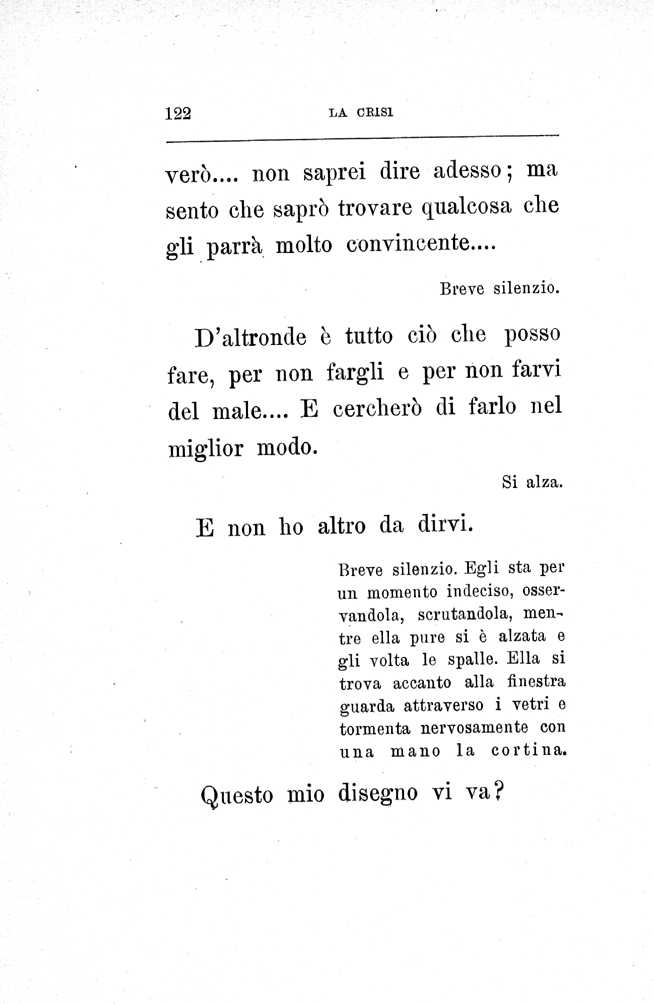 122 LA CRISI
verò.... non saprei dire adesso; ma
sento che saprò trovare qualcosa che
gli parrà molto convincente....
Breve silenzio.
D'altronde è tutto ciò che posso
fare, per non fargli e per non farvi
del male.... E cercherò di farlo nel
miglior modo.
Si alza.
E non ho altro da dirvi.
Breve silenzio. Egli sta per
un momento indeciso, osser-
vandola, scrutandola, men-
tre ella pure si è alzata e
gli volta le spalle. Ella si
trova accanto alla finestra
guarda attraverso i vetri e
tormenta nervosamente con
una mano la cortina.
Questo mio disegno vi va?